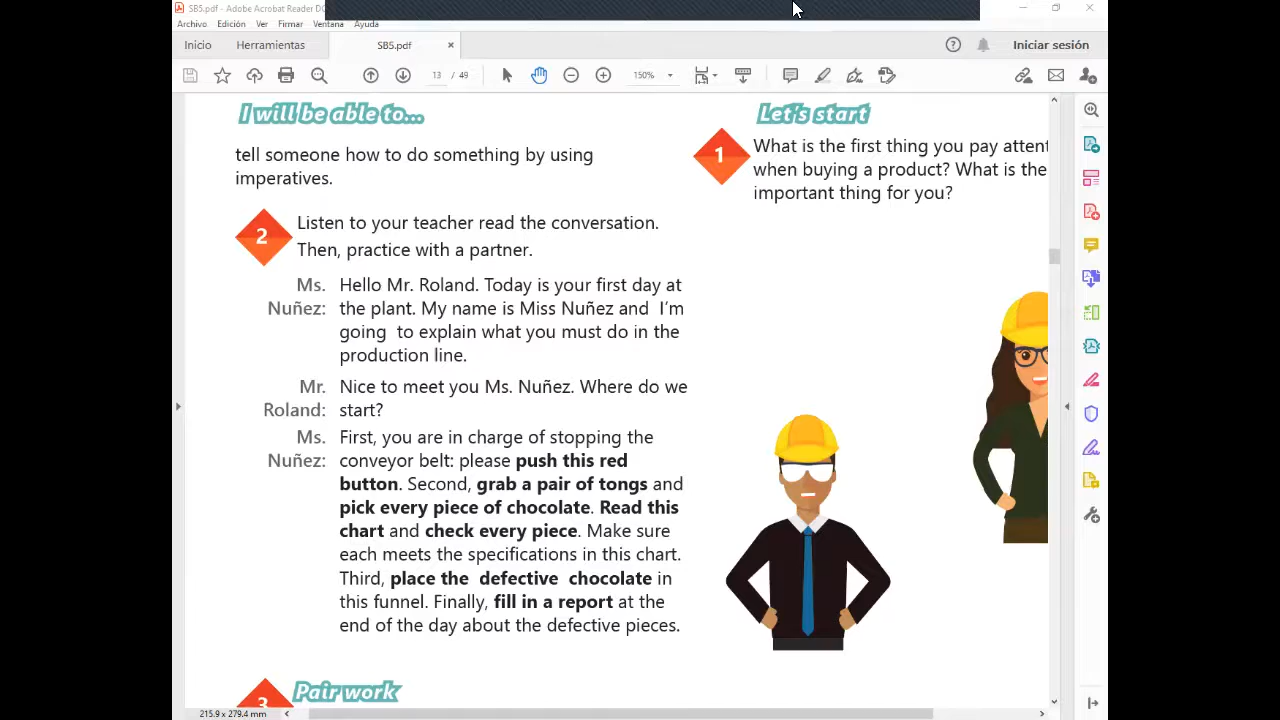 SB5.pdf - Adobe Acrobat Reader DC
Archivo Edición Ver Firmar Ventana Ayuda
Inicio Herramientas SB5.pdf × Iniciar sesión
13 / 49 150%
I will be able to...
tell someone how to do something by using
imperatives.
2
Listen to your teacher read the conversation.
Then, practice with a partner.
Ms. Hello Mr. Roland. Today is your first day at
Nuñez: the plant. My name is Miss Nuñez and I'm
going to explain what you must do in the
production line.
Mr. Nice to meet you Ms. Nuñez. Where do we
Roland: start?
Ms. First, you are in charge of stopping the
Nuñez: conveyor belt: please push this red
button. Second, grab a pair of tongs and
pick every piece of chocolate. Read this
chart and check every piece. Make sure
each meets the specifications in this chart.
Third, place the defective chocolate in
this funnel. Finally, fill in a report at the
end of the day about the defective pieces.
3
Pair work
Let's start
1
What is the first thing you pay attent
when buying a product? What is the
important thing for you?
215.9 x 279.4 mm